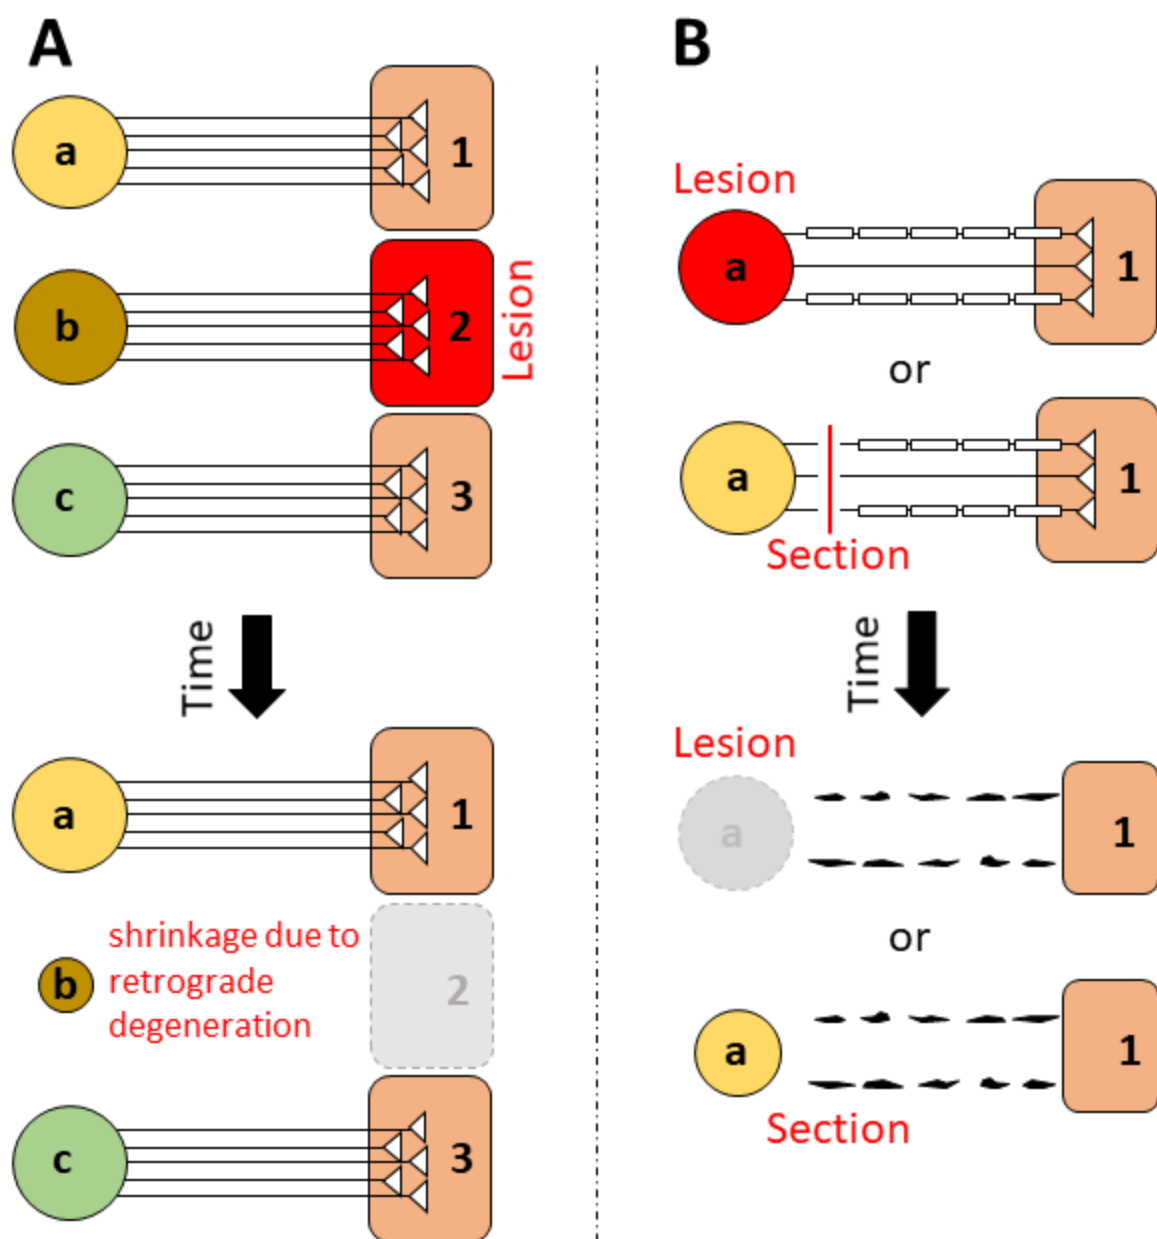 A
a
1
b
2
Lesion
c
3
Time
a
1
b
shrinkage due to
retrograde
degeneration
2
c
3
B
Lesion
a
1
or
a
1
Section
Time
Lesion
a
1
or
a
1
Section